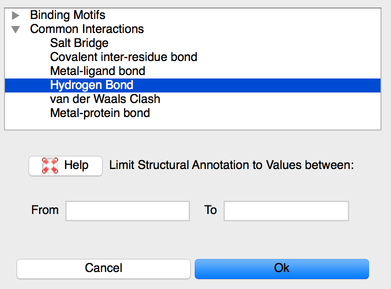 Binding Motifs
Common Interactions
Salt Bridge
Covalent inter-residue bond
Metal-ligand bond
Hydrogen Bond
van der Waals Clash
Metal-protein bond
Help Limit Structural Annotation to Values between:
From To
Cancel Ok